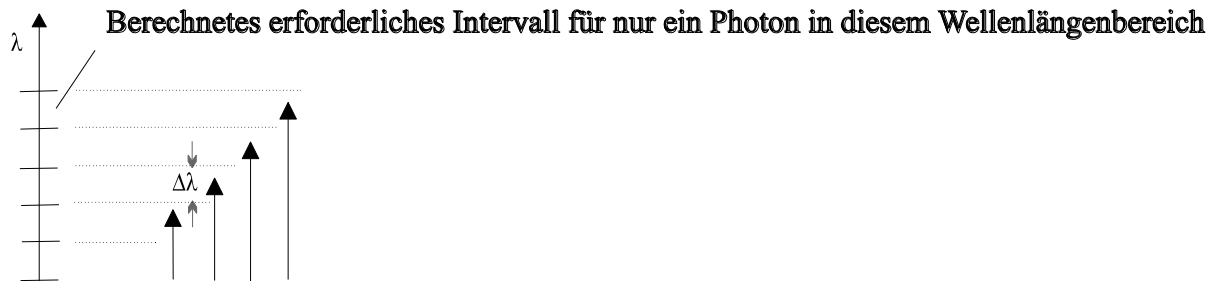 Berechnetes erforderliches Intervall für nur ein Photon in diesem Wellenlängenbereich
λ
Δλ